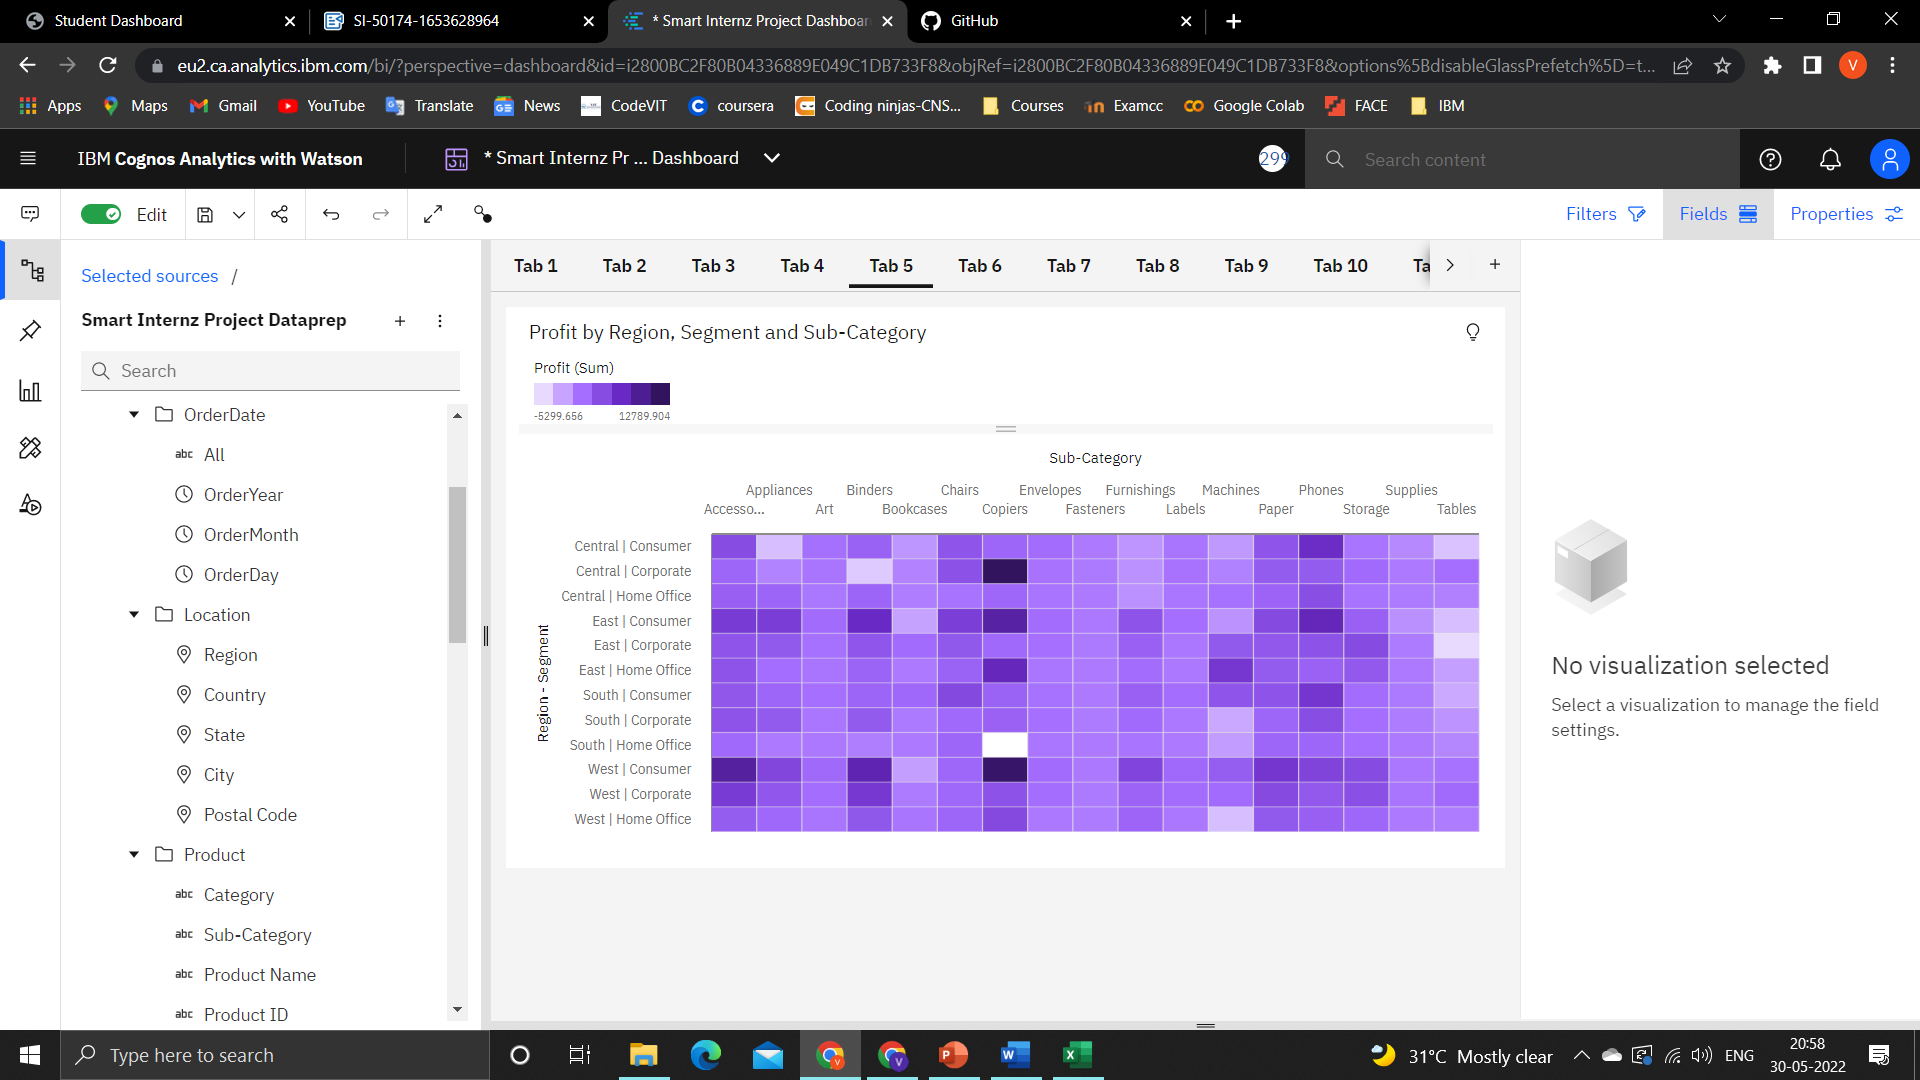 Student Dashboard
SI-50174-1653628964
* Smart Internz Project Dashboar
GitHub
eu2.ca.analytics.ibm.com/bi/?perspective=dashboard&id=i2800BC2F80B04336889E049C1DB733F8&objRef=i2800BC2F80B04336889E049C1DB733F8&options%5BdisableGlassPrefetch%5D=t...
V
Apps
Maps
Gmail
YouTube
Translate
News
CodeVIT
coursera
Coding ninjas-CNS...
Courses
Examcc
Google Colab
FACE
IBM
IBM Cognos Analytics with Watson
* Smart Internz Pr ... Dashboard
299
Search content
Edit
Filters
Fields
Properties
Selected sources /
Smart Internz Project Dataprep
Search
OrderDate
abc All
OrderYear
OrderMonth
OrderDay
Location
Region
Country
State
City
Postal Code
Product
abc Category
abc Sub-Category
abc Product Name
abc Product ID
Tab 1
Tab 2
Tab 3
Tab 4
Tab 5
Tab 6
Tab 7
Tab 8
Tab 9
Tab 10
Ta
Profit by Region, Segment and Sub-Category
Profit (Sum)
-5299.656 12789.904
Sub-Category
Appliances Binders Chairs Envelopes Furnishings Machines Phones Supplies
Accesso... Art Bookcases Copiers Fasteners Labels Paper Storage Tables
Region - Segment
Central | Consumer
Central | Corporate
Central | Home Office
East | Consumer
East | Corporate
East | Home Office
South | Consumer
South | Corporate
South | Home Office
West | Consumer
West | Corporate
West | Home Office
No visualization selected
Select a visualization to manage the field
settings.
Type here to search
31°C Mostly clear
ENG
20:58
30-05-2022